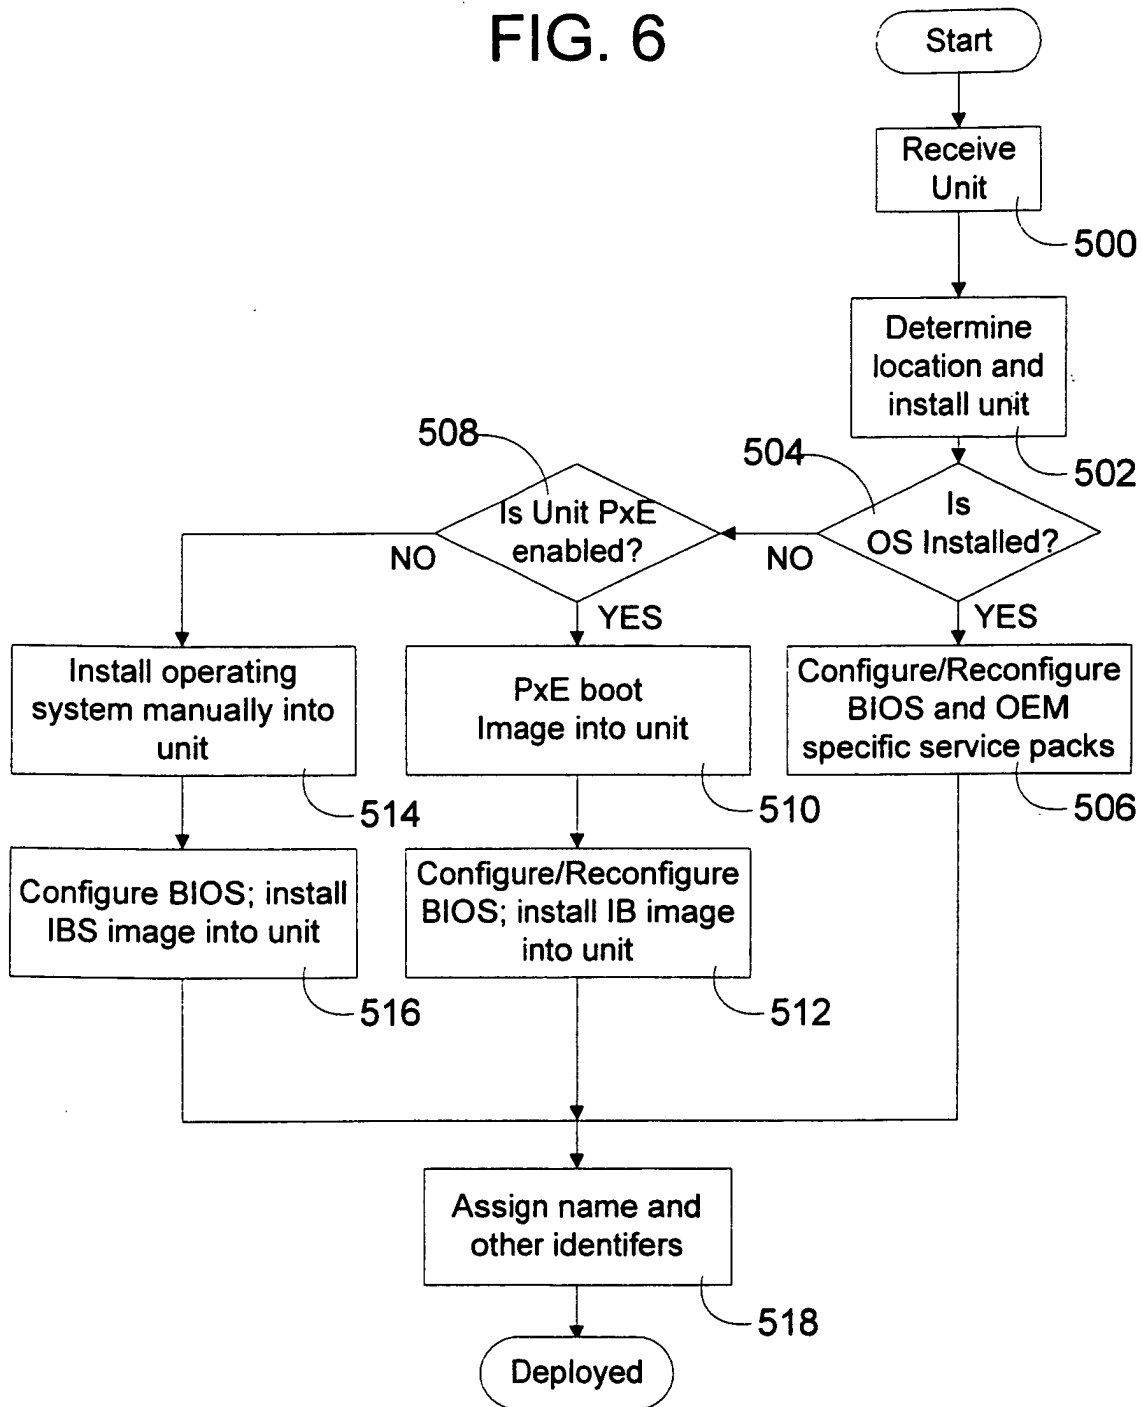 FIG. 6
Start
Receive
Unit
500
Determine
location and
install unit
502
504
Is
OS Installed?
NO
YES
508
Is Unit PxE
enabled?
NO
YES
Install operating
system manually into
unit
514
PxE boot
Image into unit
510
Configure/Reconfigure
BIOS and OEM
specific service packs
506
Configure BIOS; install
IBS image into unit
516
Configure/Reconfigure
BIOS; install IB image
into unit
512
Assign name and
other identifers
518
Deployed